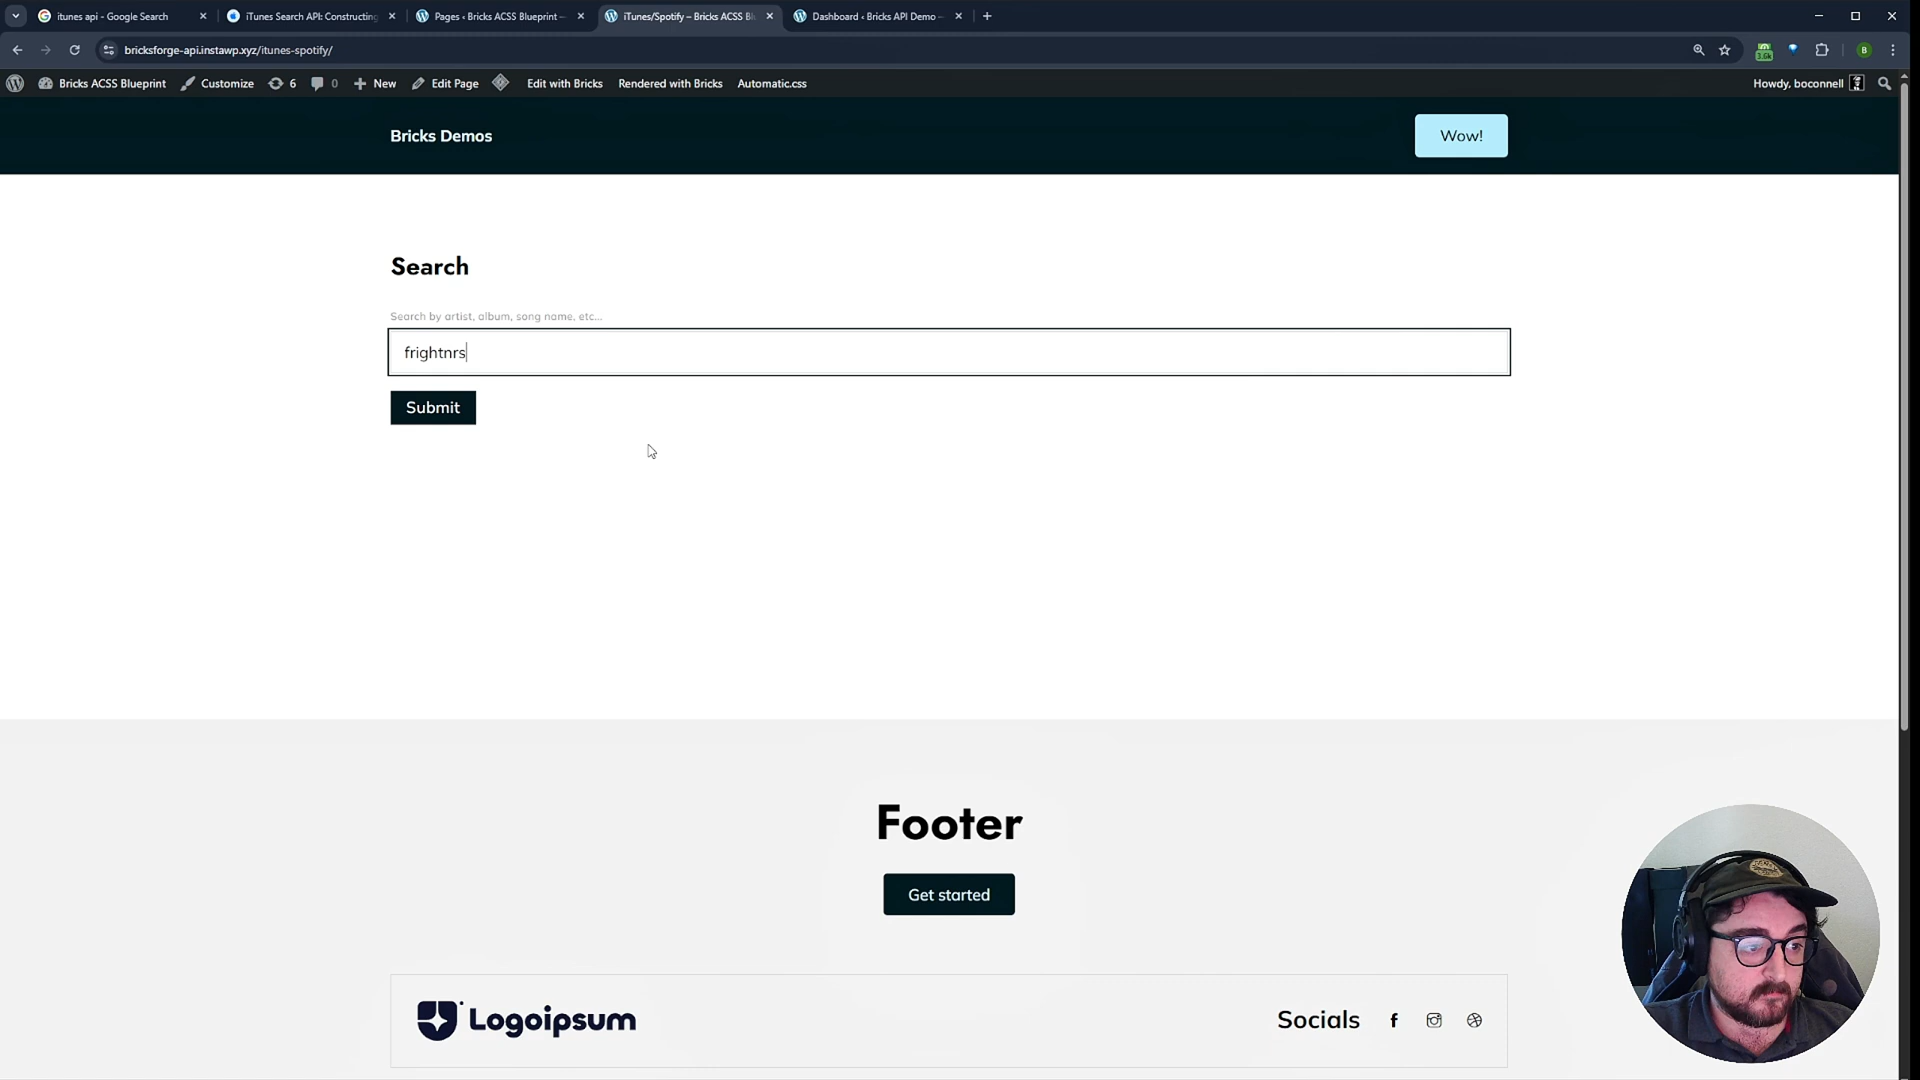 itunes api - Google Search
iTunes Search API: Constructing
Pages ‹ Bricks ACSS Blueprint —
iTunes/Spotify – Bricks ACSS Bl
Dashboard ‹ Bricks API Demo —
bricksforge-api.instawp.xyz/itunes-spotify/
B
Bricks ACSS Blueprint
Customize
6
0
New
Edit Page
Edit with Bricks
Rendered with Bricks
Automatic.css
Howdy, boconnell
Bricks Demos
Wow!
Search
Search by artist, album, song name, etc...
frightnrs
Submit
Footer
Get started
Logoipsum
Socials